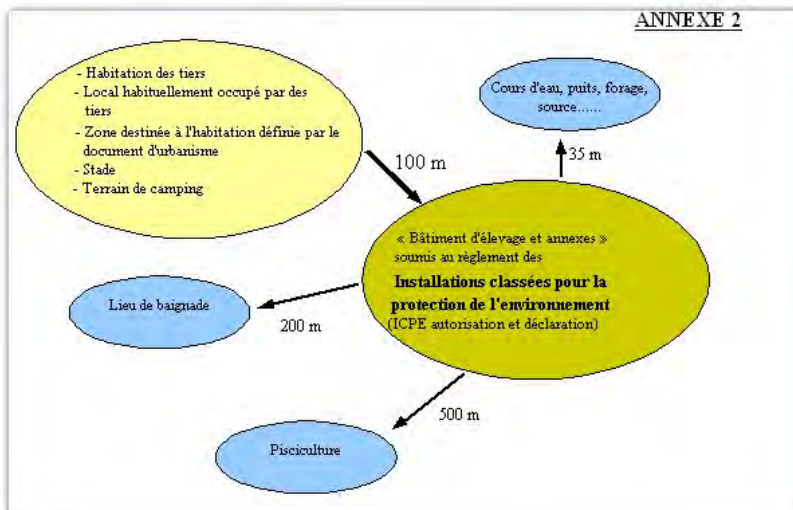 ANNEXE 2
- Habitation des tiers
- Local habituellement occupé par des
tiers
- Zone destinée à l'habitation définie par le
document d'urbanisme
- Stade
- Terrain de camping
Cours d'eau, puits, forage,
source......
100 m
35 m
« Bâtiment d'élevage et annexes »
soumis au règlement des
Installations classées pour la
protection de l'environnement
(ICPE autorisation et déclaration)
Lieu de baignade
200 m
500 m
Pisciculture